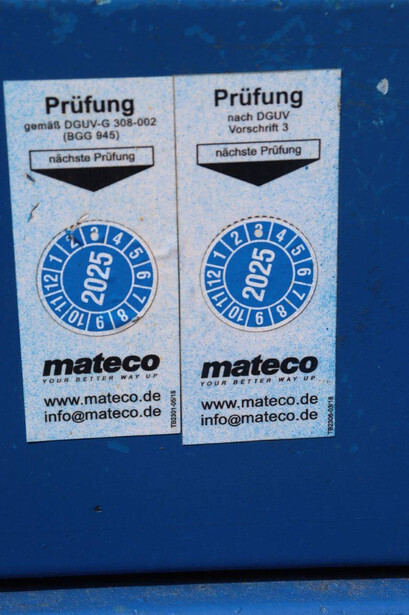 Prüfung
gemäß DGUV-G 308-002
(BGG 945)
nächste Prüfung
1 2 3 4 5 6 7 8 9 10 11 12
2025
mateco
YOUR BETTER WAY UP
www.mateco.de
info@mateco.de
TB2301-05/18
Prüfung
nach DGUV
Vorschrift 3
nächste Prüfung
1 2 3 4 5 6 7 8 9 10 11 12
2025
mateco
YOUR BETTER WAY UP
www.mateco.de
info@mateco.de